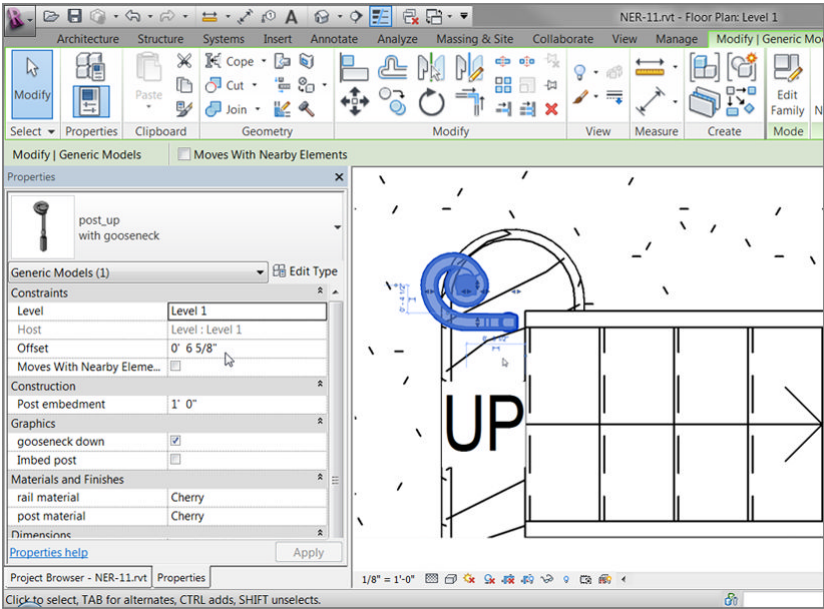 NER-11.rvt - Floor Plan: Level 1
Architecture Structure Systems Insert Annotate Analyze Massing & Site Collaborate View Manage Modify | Generic Mo
Modify
Paste
Cope
Cut
Join
Edit
Family
N
Select Properties Clipboard Geometry Modify View Measure Create Mode
Modify | Generic Models Moves With Nearby Elements
Properties
post_up
with gooseneck
Generic Models (1) Edit Type
Constraints
Level Level 1
Host Level : Level 1
Offset 0' 6 5/8"
Moves With Nearby Eleme...
Construction
Post embedment 1' 0"
Graphics
gooseneck down
Imbed post
Materials and Finishes
rail material Cherry
post material Cherry
Dimensions
Properties help Apply
Project Browser - NER-11.rvt Properties
UP
1/8" = 1'-0"
Click to select, TAB for alternates, CTRL adds, SHIFT unselects.